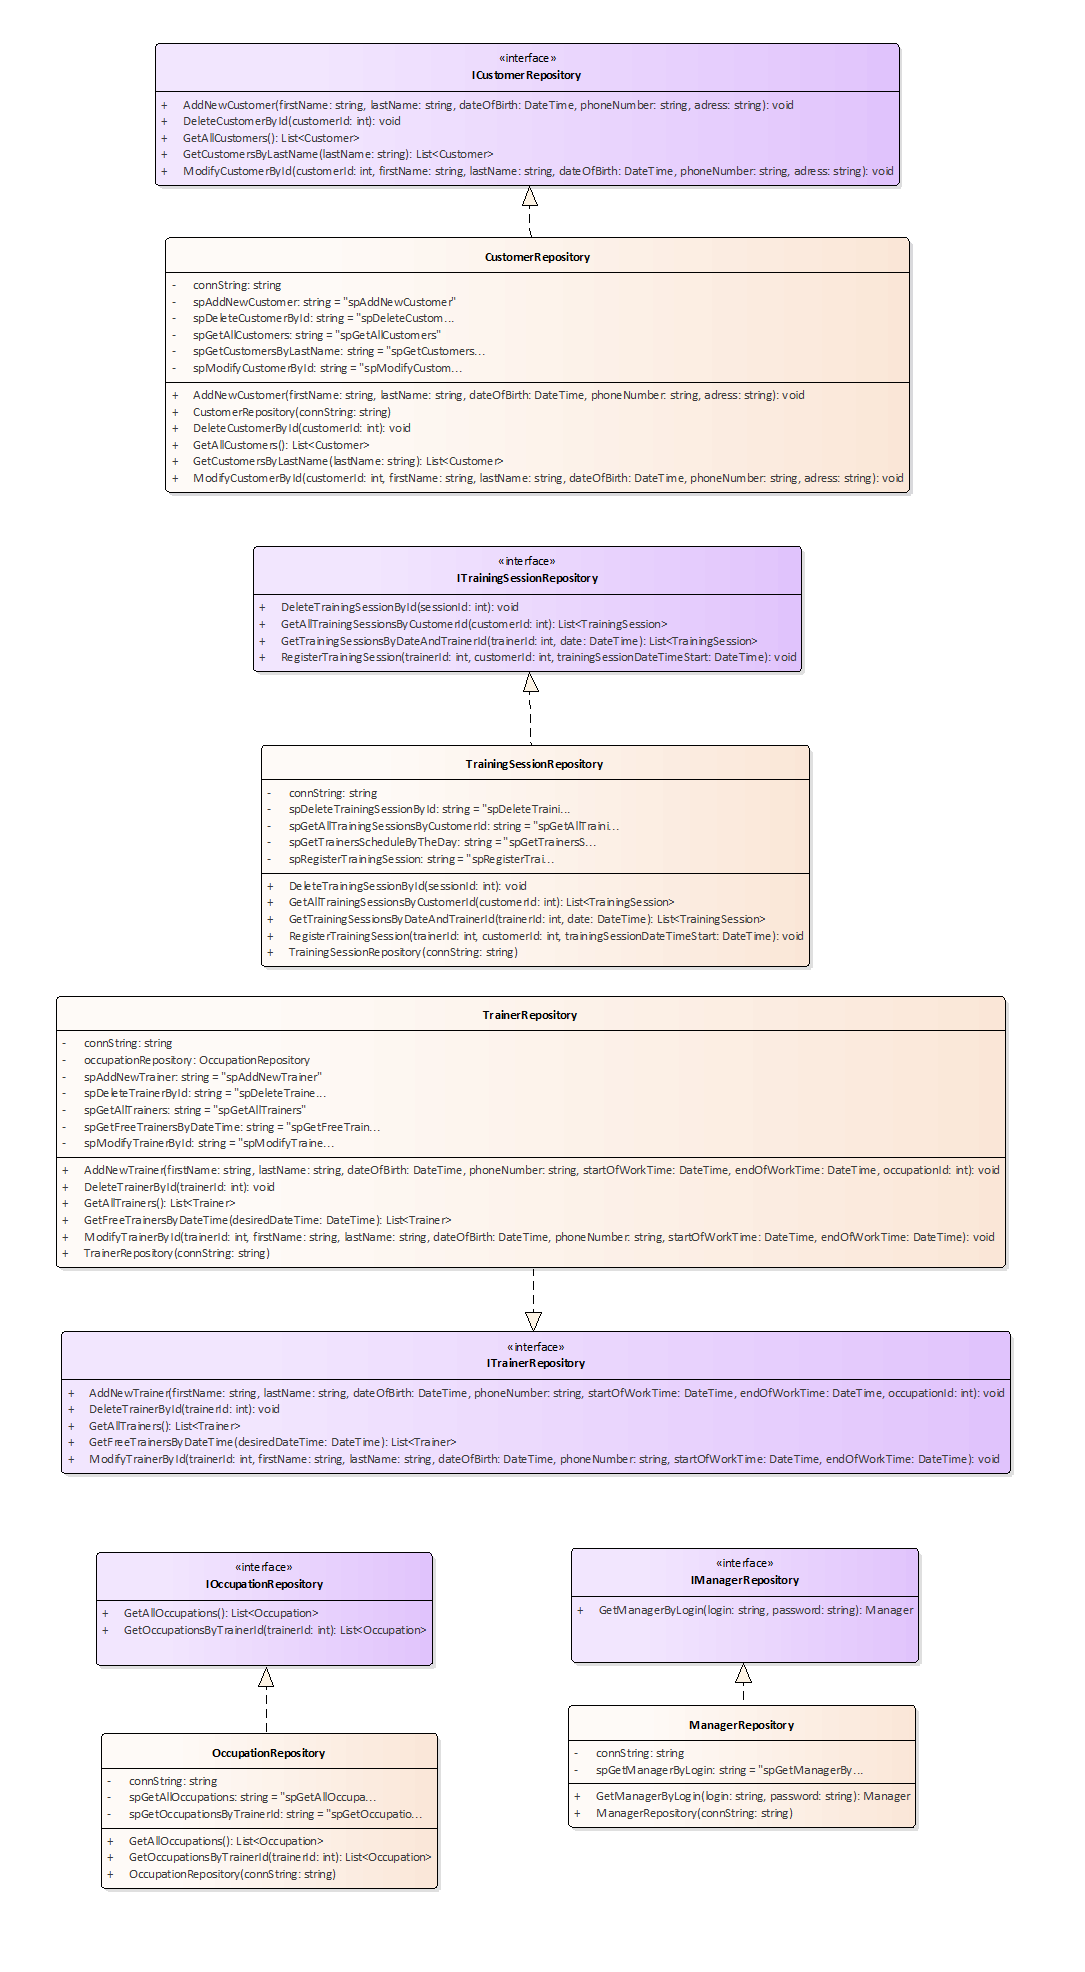 «interface»
ICustomerRepository
+ AddNewCustomer(firstName: string, lastName: string, dateOfBirth: DateTime, phoneNumber: string, adress: string): void
+ DeleteCustomerById(customerId: int): void
+ GetAllCustomers(): List<Customer>
+ GetCustomersByLastName(lastName: string): List<Customer>
+ ModifyCustomerById(customerId: int, firstName: string, lastName: string, dateOfBirth: DateTime, phoneNumber: string, adress: string): void
CustomerRepository
- connString: string
- spAddNewCustomer: string = "spAddNewCustomer"
- spDeleteCustomerById: string = "spDeleteCustom...
- spGetAllCustomers: string = "spGetAllCustomers"
- spGetCustomersByLastName: string = "spGetCustomers...
- spModifyCustomerById: string = "spModifyCustom...
+ AddNewCustomer(firstName: string, lastName: string, dateOfBirth: DateTime, phoneNumber: string, adress: string): void
+ CustomerRepository(connString: string)
+ DeleteCustomerById(customerId: int): void
+ GetAllCustomers(): List<Customer>
+ GetCustomersByLastName(lastName: string): List<Customer>
+ ModifyCustomerById(customerId: int, firstName: string, lastName: string, dateOfBirth: DateTime, phoneNumber: string, adress: string): void
«interface»
ITrainingSessionRepository
+ DeleteTrainingSessionById(sessionId: int): void
+ GetAllTrainingSessionsByCustomerId(customerId: int): List<TrainingSession>
+ GetTrainingSessionsByDateAndTrainerId(trainerId: int, date: DateTime): List<TrainingSession>
+ RegisterTrainingSession(trainerId: int, customerId: int, trainingSessionDateTimeStart: DateTime): void
TrainingSessionRepository
- connString: string
- spDeleteTrainingSessionById: string = "spDeleteTraini...
- spGetAllTrainingSessionsByCustomerId: string = "spGetAllTraini...
- spGetTrainersScheduleByTheDay: string = "spGetTrainersS...
- spRegisterTrainingSession: string = "spRegisterTrai...
+ DeleteTrainingSessionById(sessionId: int): void
+ GetAllTrainingSessionsByCustomerId(customerId: int): List<TrainingSession>
+ GetTrainingSessionsByDateAndTrainerId(trainerId: int, date: DateTime): List<TrainingSession>
+ RegisterTrainingSession(trainerId: int, customerId: int, trainingSessionDateTimeStart: DateTime): void
+ TrainingSessionRepository(connString: string)
TrainerRepository
- connString: string
- occupationRepository: OccupationRepository
- spAddNewTrainer: string = "spAddNewTrainer"
- spDeleteTrainerById: string = "spDeleteTraine...
- spGetAllTrainers: string = "spGetAllTrainers"
- spGetFreeTrainersByDateTime: string = "spGetFreeTrain...
- spModifyTrainerById: string = "spModifyTraine...
+ AddNewTrainer(firstName: string, lastName: string, dateOfBirth: DateTime, phoneNumber: string, startOfWorkTime: DateTime, endOfWorkTime: DateTime, occupationId: int): void
+ DeleteTrainerById(trainerId: int): void
+ GetAllTrainers(): List<Trainer>
+ GetFreeTrainersByDateTime(desiredDateTime: DateTime): List<Trainer>
+ ModifyTrainerById(trainerId: int, firstName: string, lastName: string, dateOfBirth: DateTime, phoneNumber: string, startOfWorkTime: DateTime, endOfWorkTime: DateTime): void
+ TrainerRepository(connString: string)
«interface»
ITrainerRepository
+ AddNewTrainer(firstName: string, lastName: string, dateOfBirth: DateTime, phoneNumber: string, startOfWorkTime: DateTime, endOfWorkTime: DateTime, occupationId: int): void
+ DeleteTrainerById(trainerId: int): void
+ GetAllTrainers(): List<Trainer>
+ GetFreeTrainersByDateTime(desiredDateTime: DateTime): List<Trainer>
+ ModifyTrainerById(trainerId: int, firstName: string, lastName: string, dateOfBirth: DateTime, phoneNumber: string, startOfWorkTime: DateTime, endOfWorkTime: DateTime): void
«interface»
IOccupationRepository
+ GetAllOccupations(): List<Occupation>
+ GetOccupationsByTrainerId(trainerId: int): List<Occupation>
OccupationRepository
- connString: string
- spGetAllOccupations: string = "spGetAllOccupa...
- spGetOccupationsByTrainerId: string = "spGetOccupatio...
+ GetAllOccupations(): List<Occupation>
+ GetOccupationsByTrainerId(trainerId: int): List<Occupation>
+ OccupationRepository(connString: string)
«interface»
IManagerRepository
+ GetManagerByLogin(login: string, password: string): Manager
ManagerRepository
- connString: string
- spGetManagerByLogin: string = "spGetManagerBy...
+ GetManagerByLogin(login: string, password: string): Manager
+ ManagerRepository(connString: string)